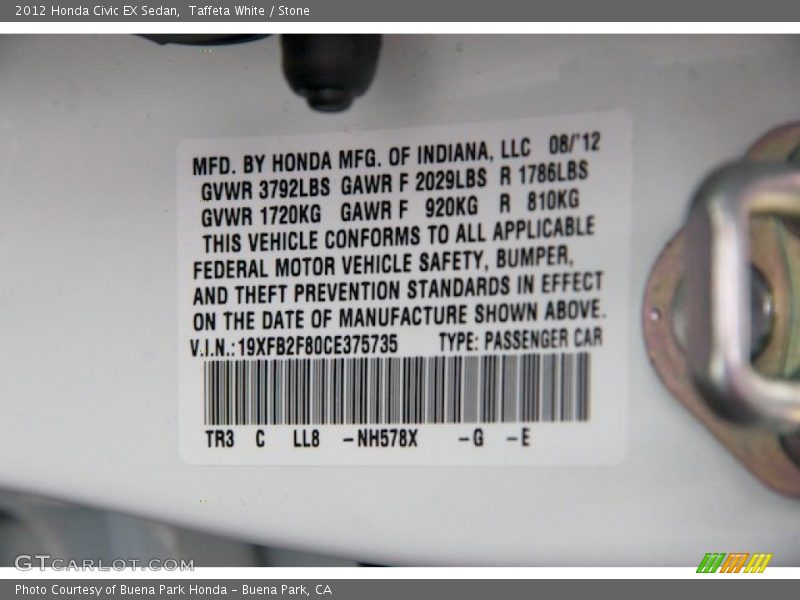 2012 Honda Civic EX Sedan, Taffeta White / Stone
MFD. BY HONDA MFG. OF INDIANA, LLC 08/'12
GVWR 3792LBS GAWR F 2029LBS R 1786LBS
GVWR 1720KG GAWR F 920KG R 810KG
THIS VEHICLE CONFORMS TO ALL APPLICABLE
FEDERAL MOTOR VEHICLE SAFETY, BUMPER,
AND THEFT PREVENTION STANDARDS IN EFFECT
ON THE DATE OF MANUFACTURE SHOWN ABOVE.
V.I.N.:19XFB2F80CE375735 TYPE: PASSENGER CAR
TR3 C LL8 -NH578X -G -E
GTCARLOT.COM
Photo Courtesy of Buena Park Honda - Buena Park, CA